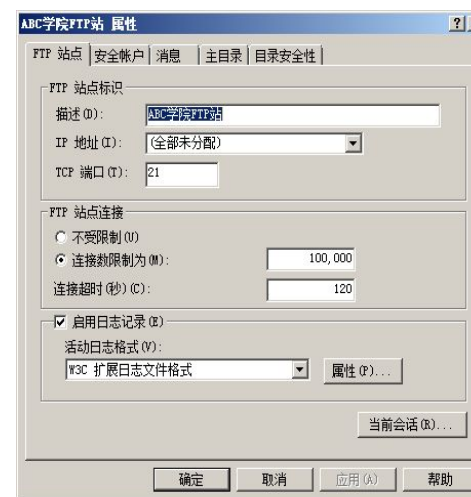 ABC学院FTP站 属性
FTP 站点 安全帐户 消息 主目录 目录安全性
FTP 站点标识
描述(D): ABC学院FTP站
IP 地址(I): (全部未分配)
TCP 端口(T): 21
FTP 站点连接
不受限制(U)
连接数限制为(M): 100,000
连接超时(秒)(C): 120
启用日志记录(E)
活动日志格式(V):
W3C 扩展日志文件格式 属性(P)...
当前会话(R)...
确定 取消 应用(A) 帮助